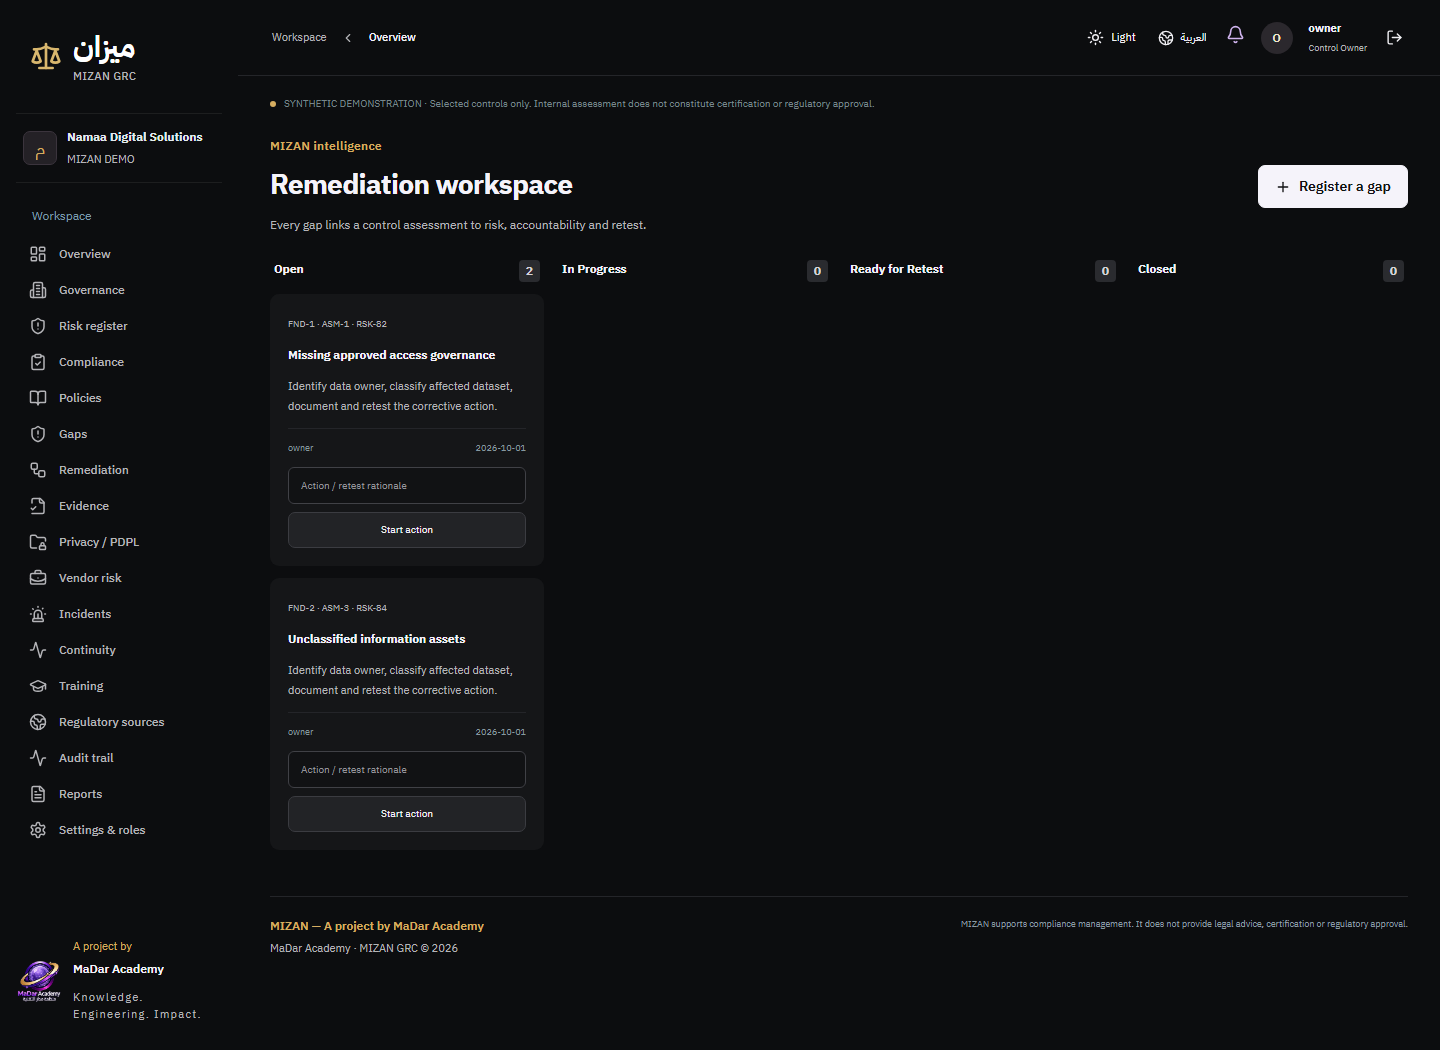 ميزان
MIZAN GRC
Namaa Digital Solutions
MIZAN DEMO
Workspace
Overview
Governance
Risk register
Compliance
Policies
Gaps
Remediation
Evidence
Privacy / PDPL
Vendor risk
Incidents
Continuity
Training
Regulatory sources
Audit trail
Reports
Settings & roles
A project by
MaDar Academy
MaDar Academy
Knowledge.
Engineering. Impact.
Workspace
Overview
Light
العربية
O
owner
Control Owner
SYNTHETIC DEMONSTRATION · Selected controls only. Internal assessment does not constitute certification or regulatory approval.
MIZAN intelligence
Remediation workspace
Register a gap
Every gap links a control assessment to risk, accountability and retest.
Open 2
In Progress 0
Ready for Retest 0
Closed 0
FND-1 · ASM-1 · RSK-82
Missing approved access governance
Identify data owner, classify affected dataset,
document and retest the corrective action.
owner 2026-10-01
Action / retest rationale
Start action
FND-2 · ASM-3 · RSK-84
Unclassified information assets
Identify data owner, classify affected dataset,
document and retest the corrective action.
owner 2026-10-01
Action / retest rationale
Start action
MIZAN — A project by MaDar Academy
MaDar Academy · MIZAN GRC © 2026
MIZAN supports compliance management. It does not provide legal advice, certification or regulatory approval.